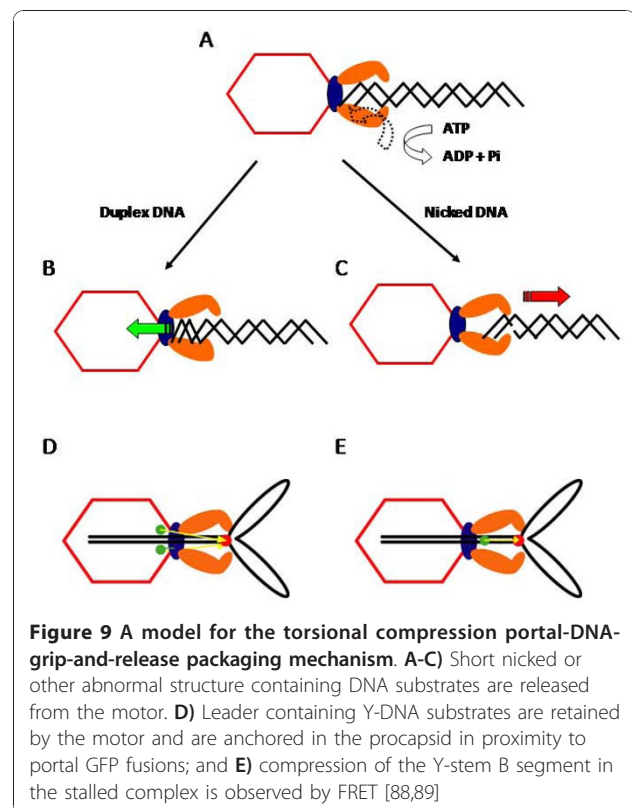 A
ATP
ADP + Pi
Duplex DNA
Nicked DNA
B
C
D
E
Figure 9 A model for the torsional compression portal-DNA-
grip-and-release packaging mechanism. A-C) Short nicked or
other abnormal structure containing DNA substrates are released
from the motor. D) Leader containing Y-DNA substrates are retained
by the motor and are anchored in the procapsid in proximity to
portal GFP fusions; and E) compression of the Y-stem B segment in
the stalled complex is observed by FRET [88,89]